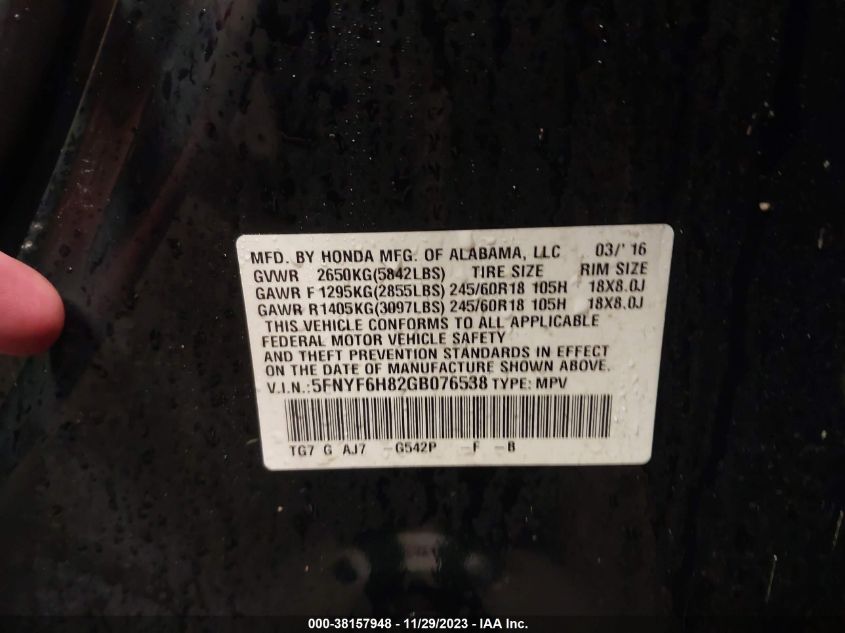 MFD. BY HONDA MFG. OF ALABAMA, LLC 03/'16
GVWR 2650KG(5842LBS) TIRE SIZE RIM SIZE
GAWR F 1295KG(2855LBS) 245/60R18 105H 18X8.0J
GAWR R1405KG(3097LBS) 245/60R18 105H 18X8.0J
THIS VEHICLE CONFORMS TO ALL APPLICABLE
FEDERAL MOTOR VEHICLE SAFETY
AND THEFT PREVENTION STANDARDS IN EFFECT
ON THE DATE OF MANUFACTURE SHOWN ABOVE.
V.I.N.:5FNYF6H82GB076538 TYPE: MPV
TG7 G AJ7 -G542P -F -B
000-38157948 - 11/29/2023 - IAA Inc.